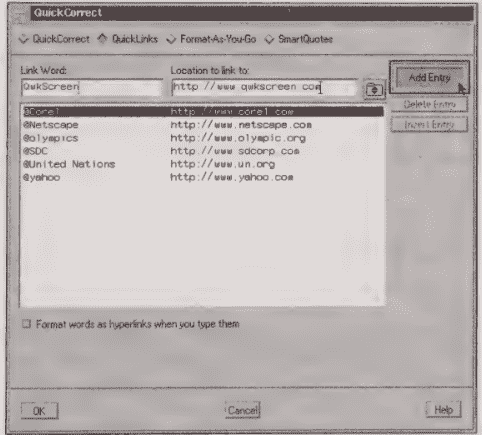 QuickCorrect
QuickCorrect QuickLinks Format-As-You-Go SmartQuotes
Link Word: Location to link to:
QwkScreen http://www.qwkscreen.com
Add Entry
Delete Entry
Insert Entry
@Corel http://www.corel.com
@Netscape http://www.netscape.com
@olympics http://www.olympic.org
@SDC http://www.sdcorp.com
@United Nations http://www.un.org
@yahoo http://www.yahoo.com
Format words as hyperlinks when you type them
OK Cancel Help